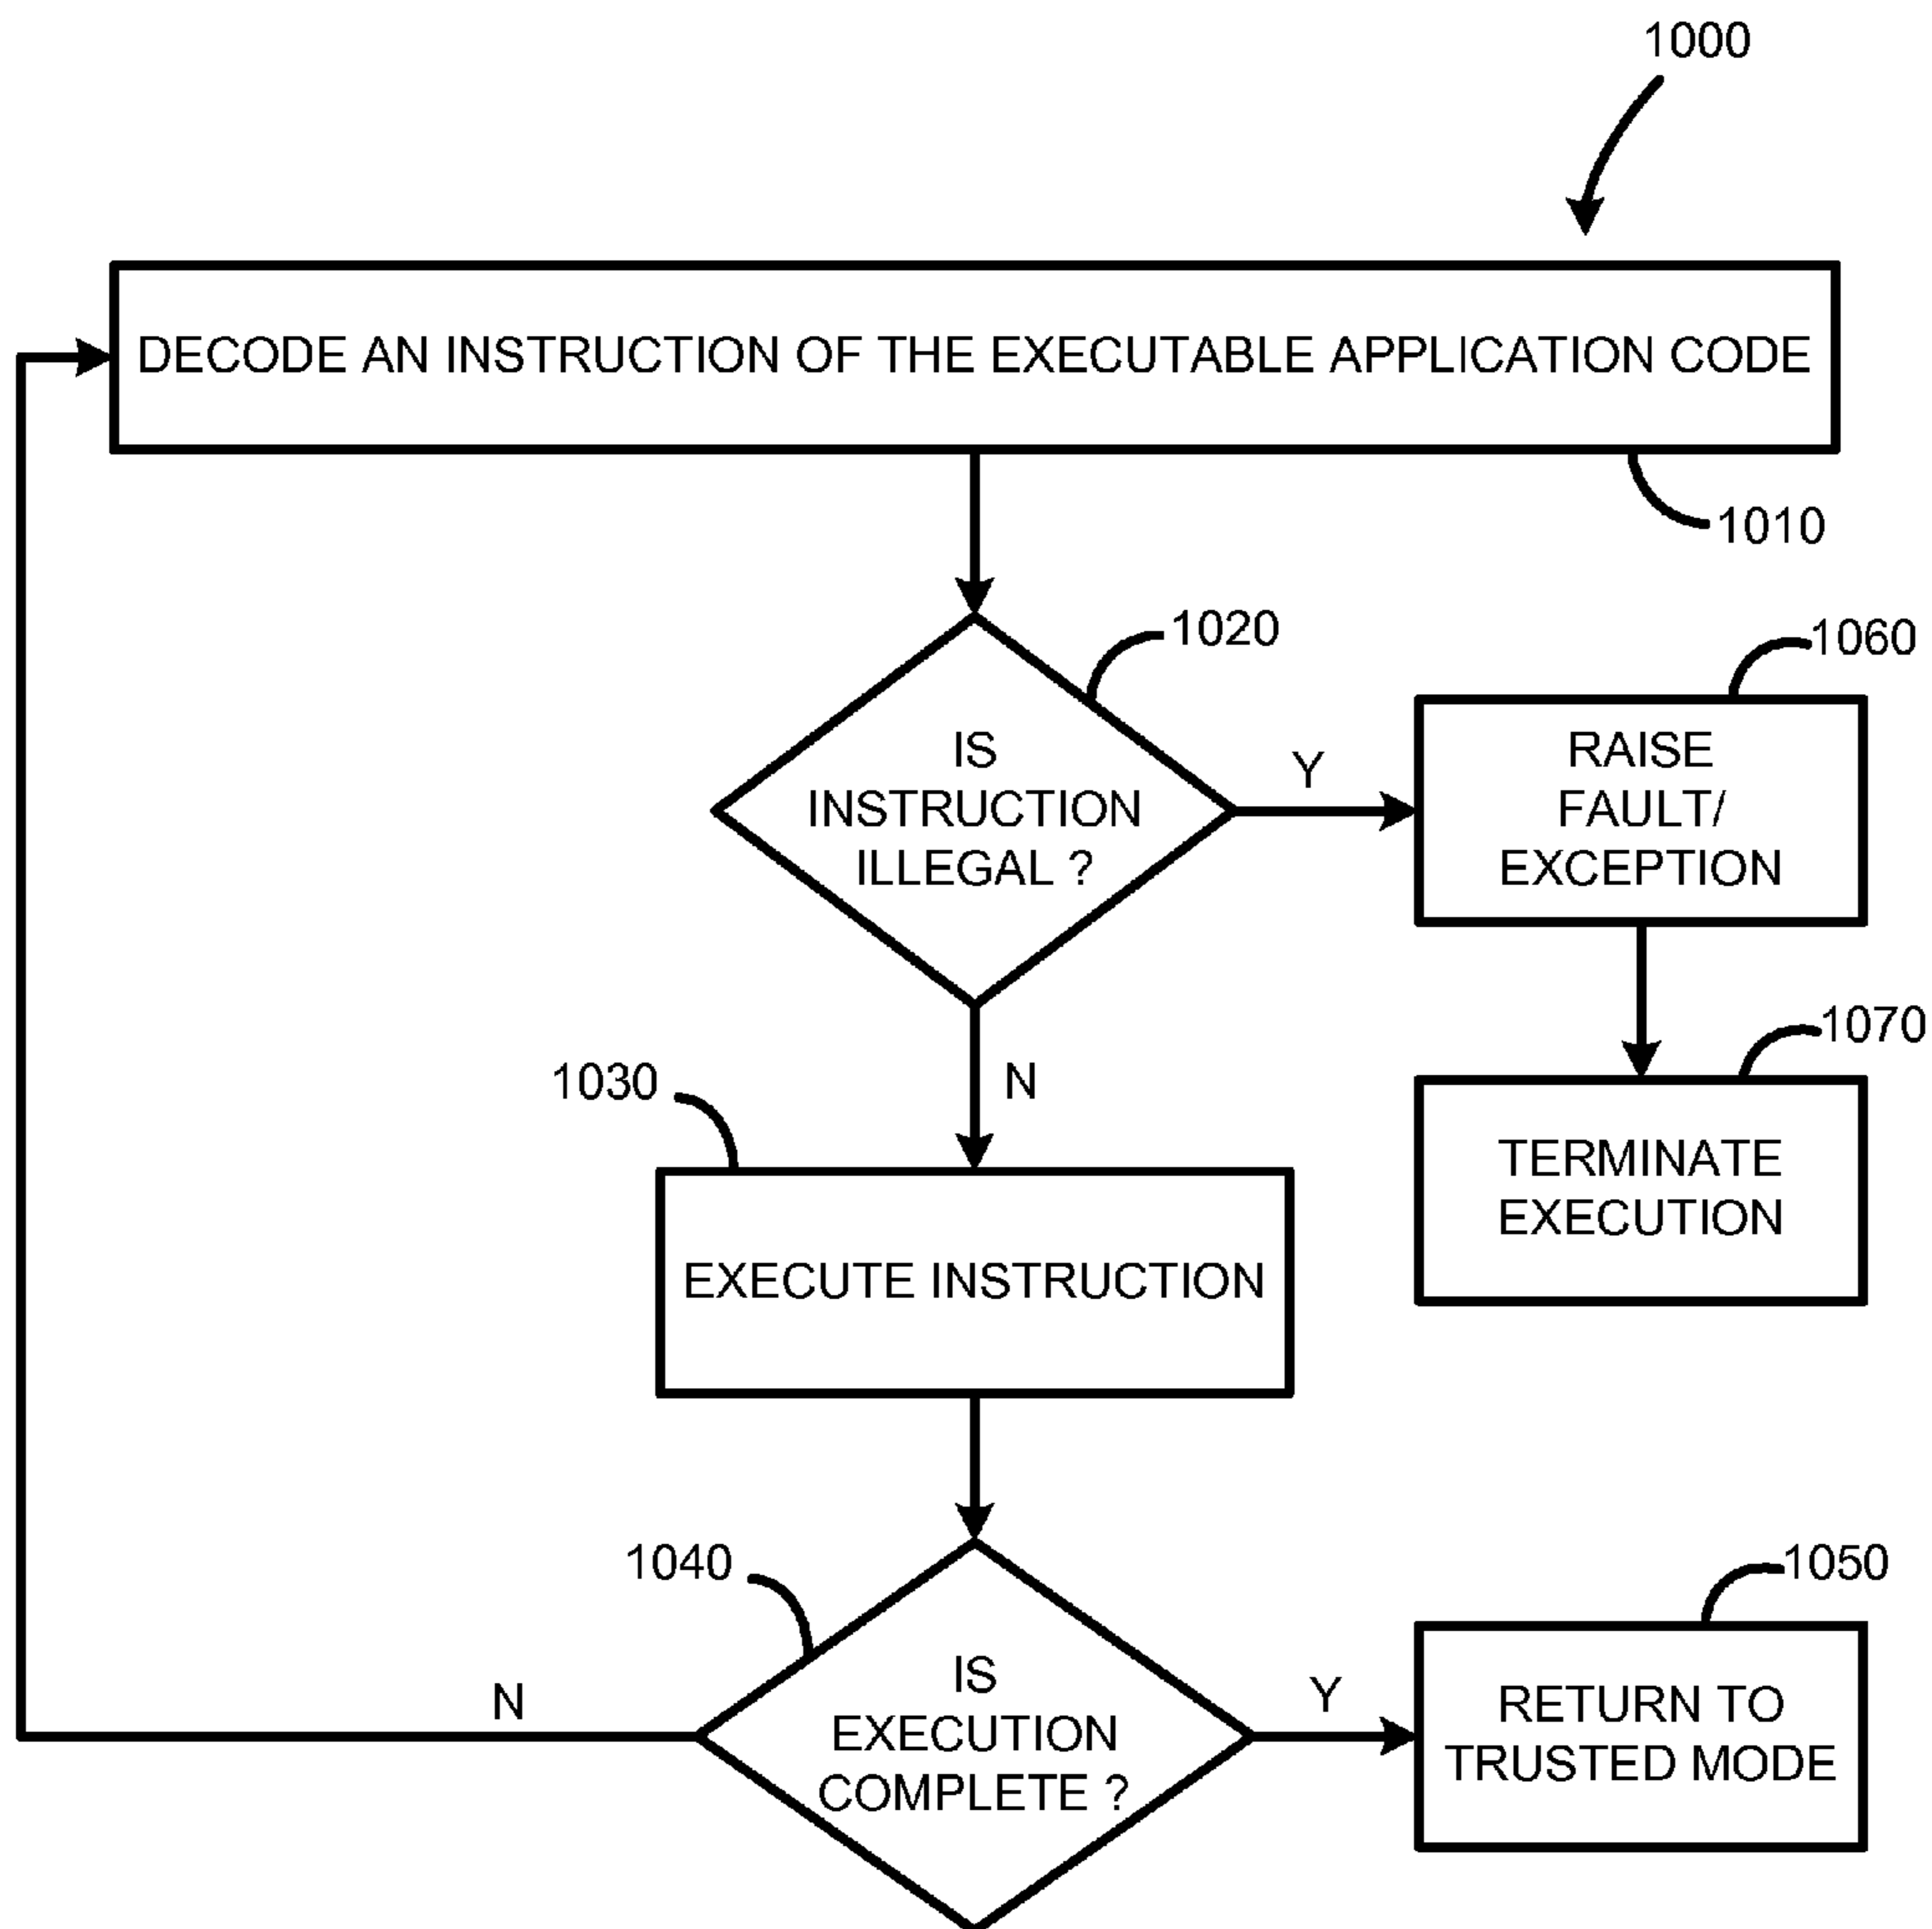 1000
DECODE AN INSTRUCTION OF THE EXECUTABLE APPLICATION CODE
1010
1020
IS
INSTRUCTION
ILLEGAL ?
Y
1060
RAISE
FAULT/
EXCEPTION
1070
TERMINATE
EXECUTION
N
1030
EXECUTE INSTRUCTION
1040
IS
EXECUTION
COMPLETE ?
N
Y
1050
RETURN TO
TRUSTED MODE